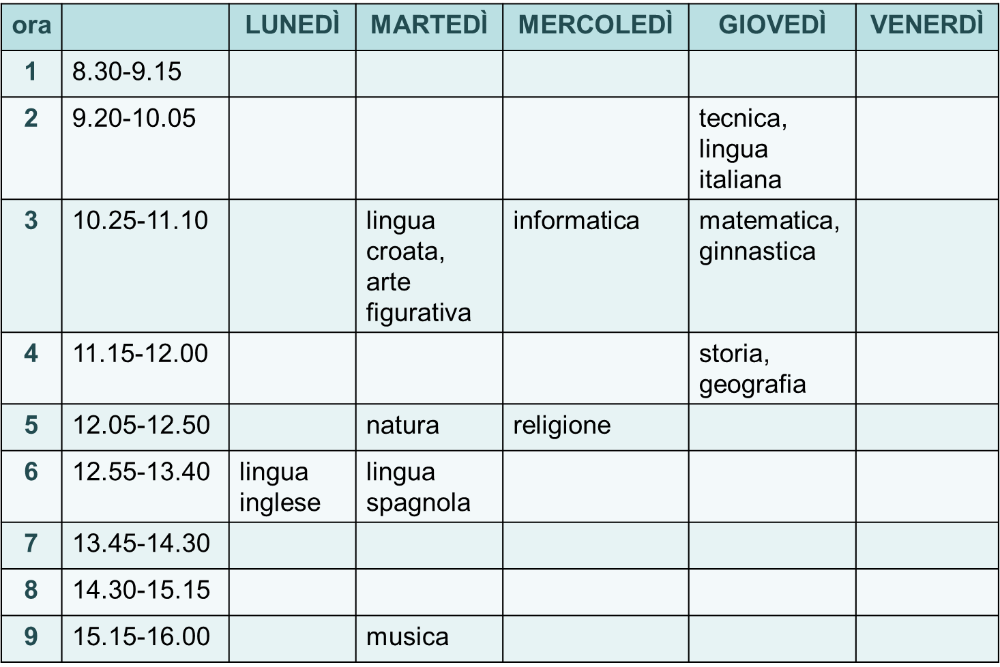 ora LUNEDÌ MARTEDÌ MERCOLEDÌ GIOVEDÌ VENERDÌ
1 8.30-9.15
2 9.20-10.05 tecnica,
lingua
italiana
3 10.25-11.10 lingua informatica matematica,
croata, ginnastica
arte
figurativa
4 11.15-12.00 storia,
geografia
5 12.05-12.50 natura religione
6 12.55-13.40 lingua lingua
inglese spagnola
7 13.45-14.30
8 14.30-15.15
9 15.15-16.00 musica